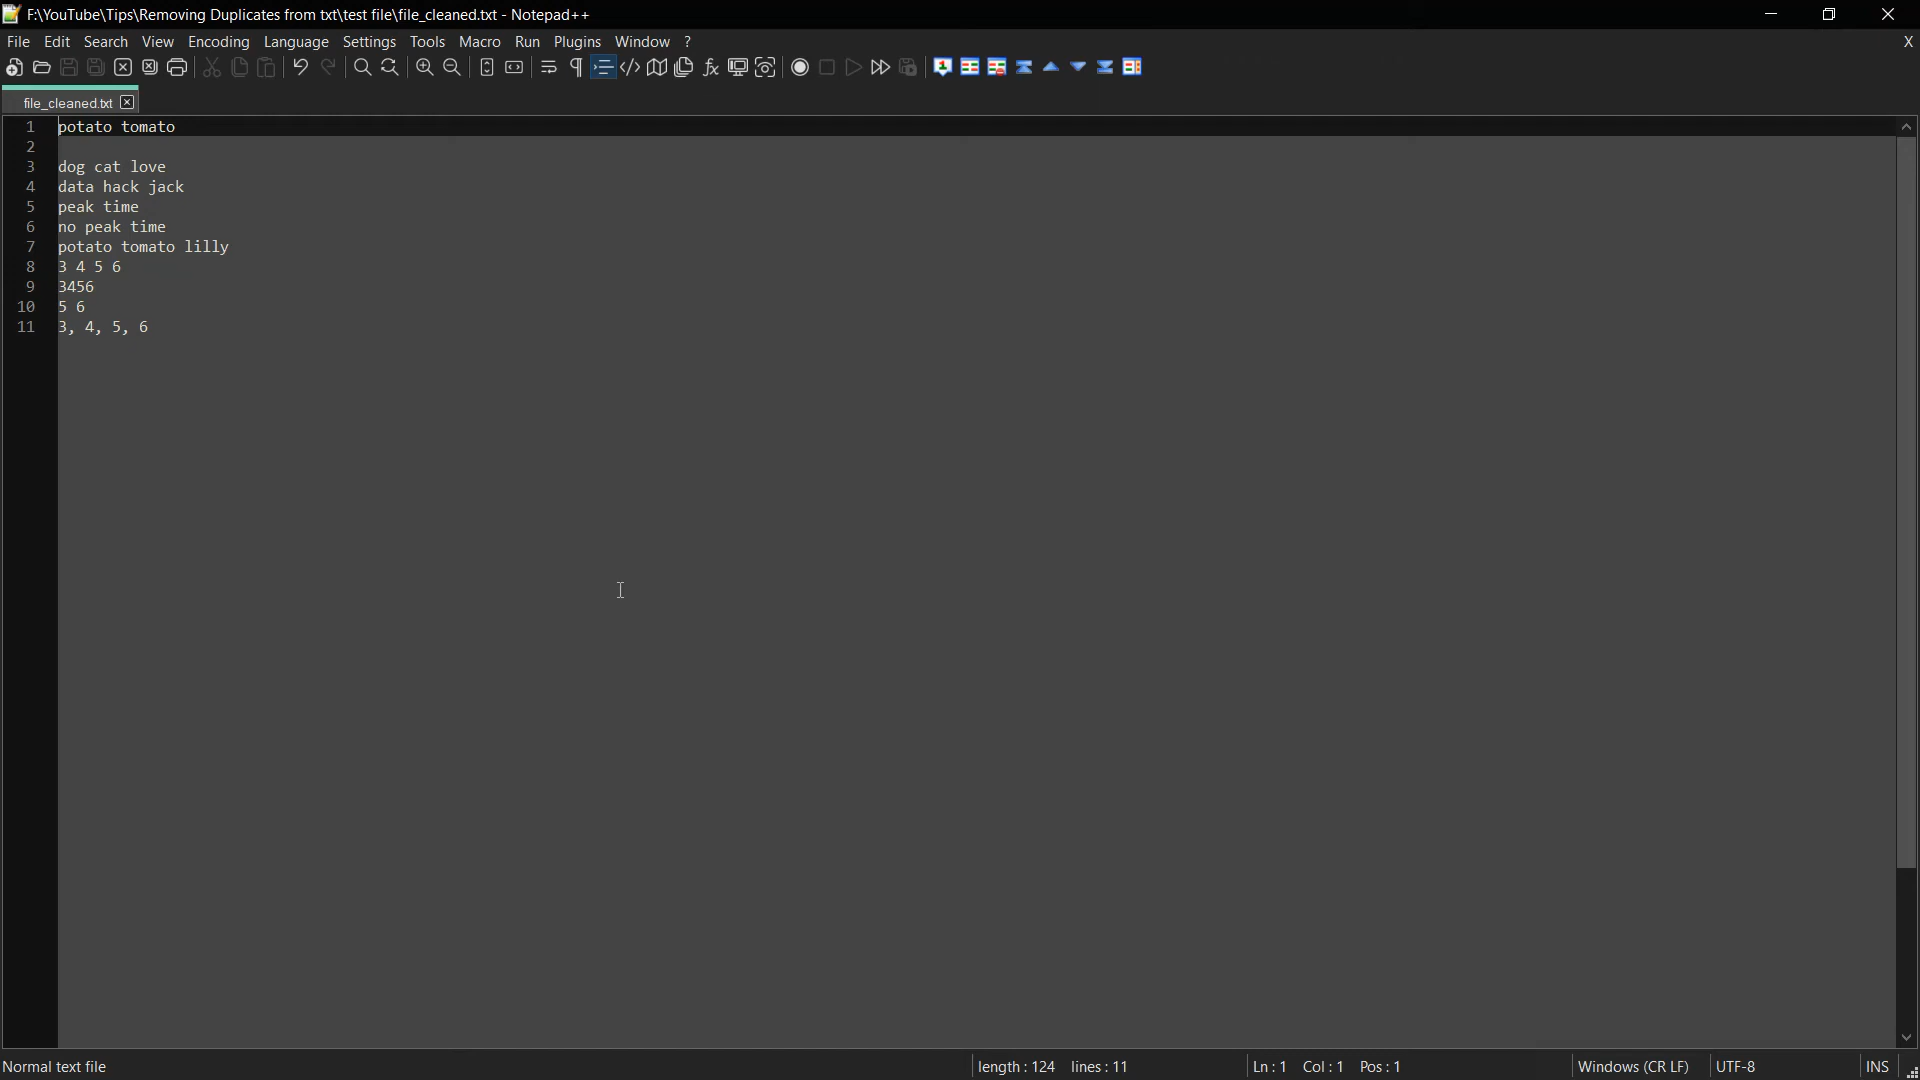 F:\YouTube\Tips\Removing Duplicates from txt\test file\file_cleaned.txt - Notepad++
File Edit Search View Encoding Language Settings Tools Macro Run Plugins Window ? X
file_cleaned.txt
1 potato tomato
2
3 dog cat love
4 data hack jack
5 peak time
6 no peak time
7 potato tomato lilly
8 3 4 5 6
9 3456
10 5 6
11 3, 4, 5, 6
Normal text file length : 124 lines : 11 Ln : 1 Col : 1 Pos : 1 Windows (CR LF) UTF-8 INS